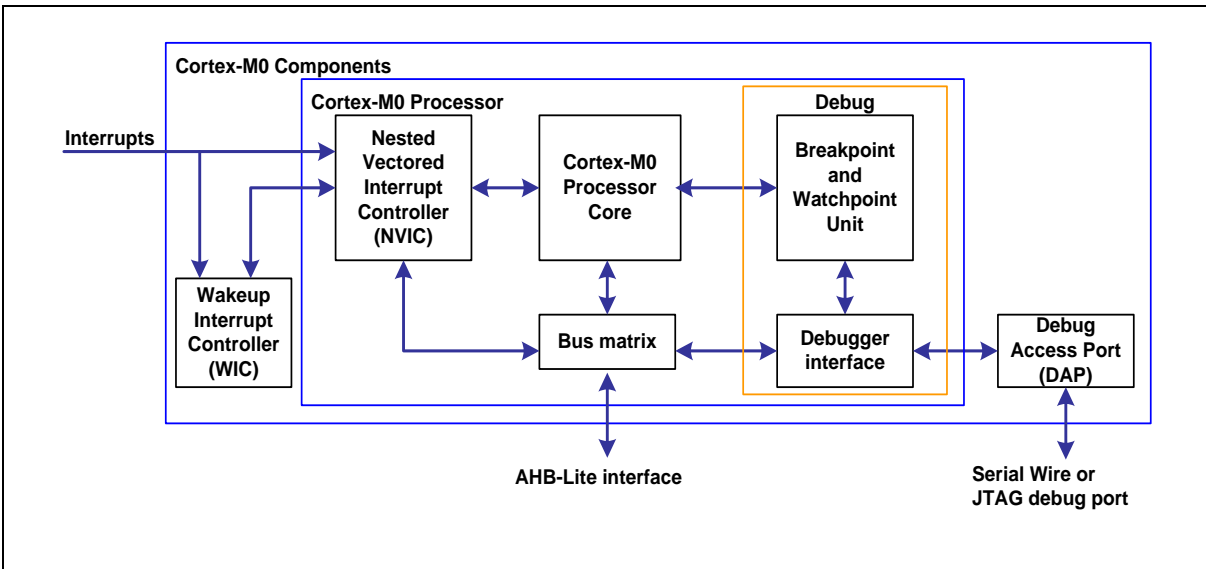 Cortex-M0 Components
Cortex-M0 Processor
Debug
Interrupts
Nested
Vectored
Interrupt
Controller
(NVIC)
Cortex-M0
Processor
Core
Breakpoint
and
Watchpoint
Unit
Wakeup
Interrupt
Controller
(WIC)
Bus matrix
Debugger
interface
Debug
Access Port
(DAP)
AHB-Lite interface
Serial Wire or
JTAG debug port